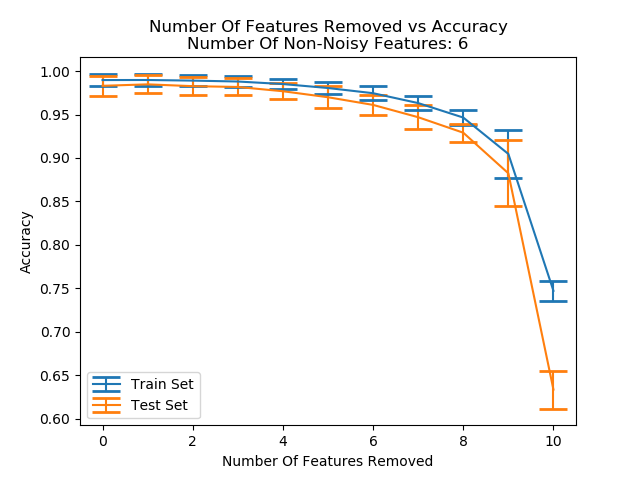 Number Of Features Removed vs Accuracy
Number Of Non-Noisy Features: 6
1.00
0.95
0.90
0.85
0.80
0.75
0.70
0.65
0.60
Accuracy
Train Set
Test Set
0 2 4 6 8 10
Number Of Features Removed